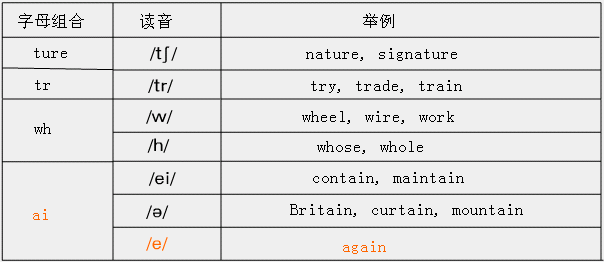 字母组合 读音 举例
ture /tʃ/ nature, signature
tr /tr/ try, trade, train
wh /w/ wheel, wire, work
/h/ whose, whole
ai /ei/ contain, maintain
/ə/ Britain, curtain, mountain
/e/ again